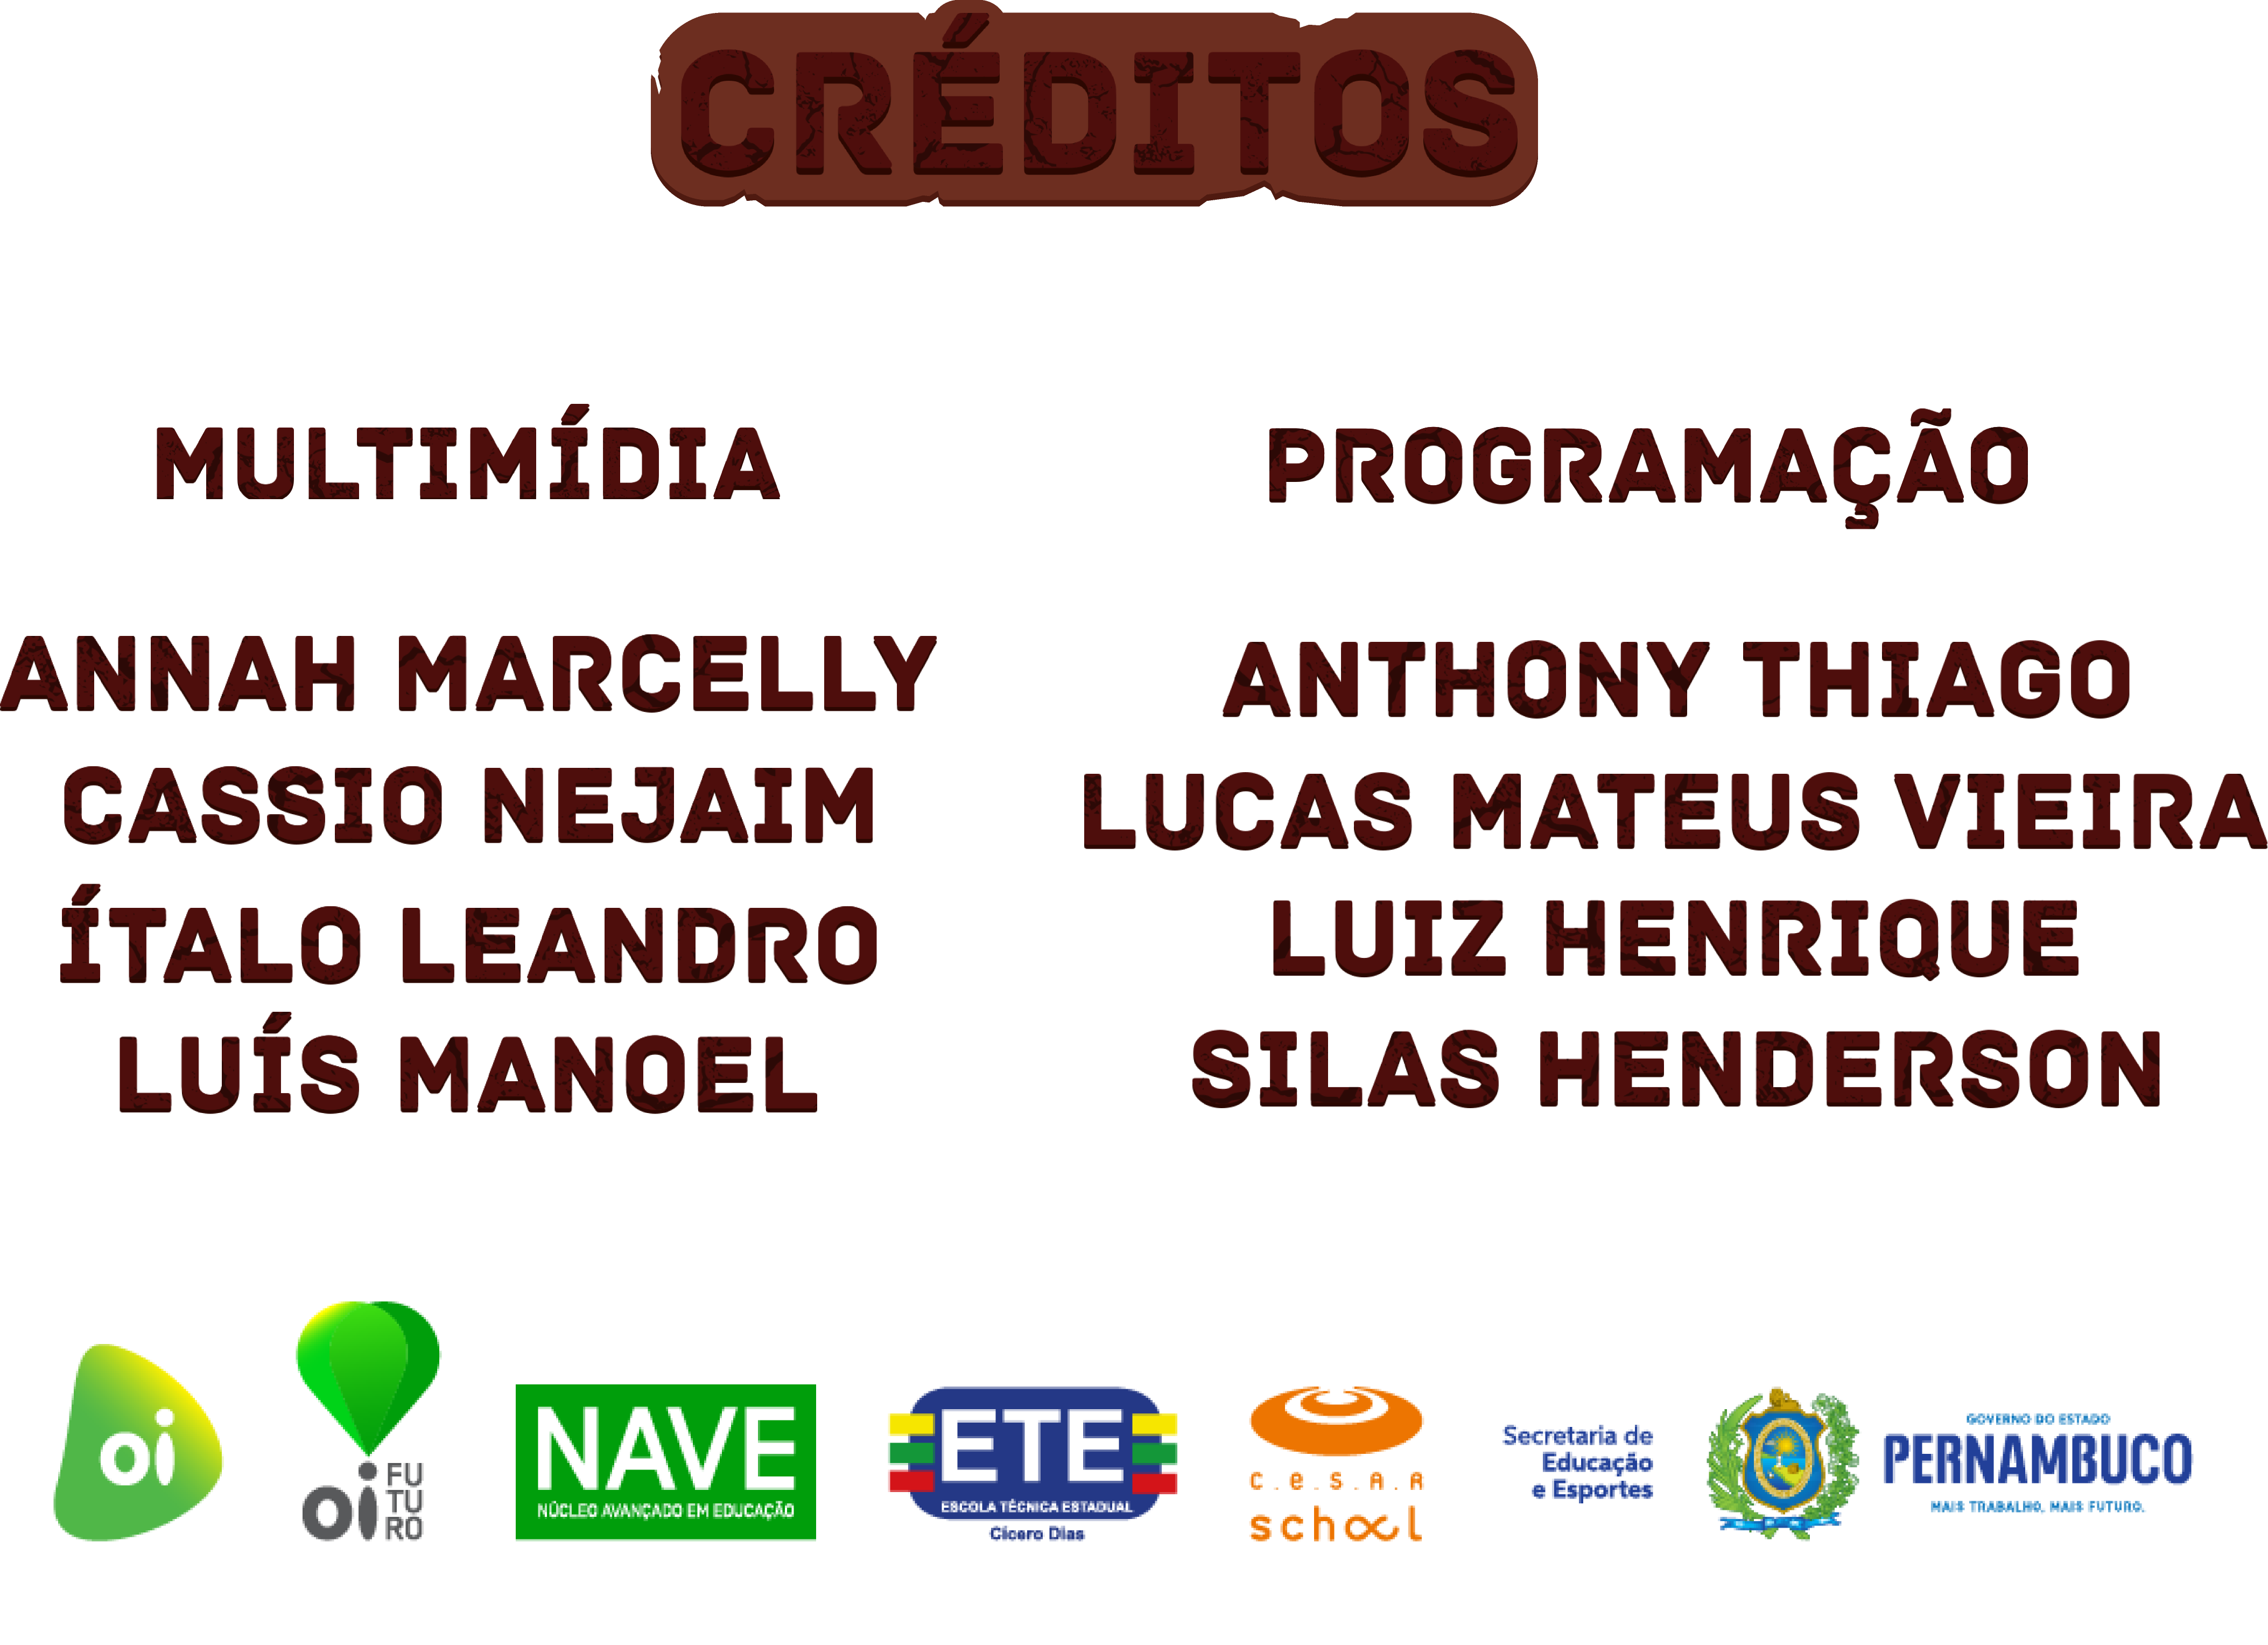 CRÉDITOS
MULTIMÍDIA
ANNAH MARCELLY
CASSIO NEJAIM
ÍTALO LEANDRO
LUÍS MANOEL
PROGRAMAÇÃO
ANTHONY THIAGO
LUCAS MATEUS VIEIRA
LUIZ HENRIQUE
SILAS HENDERSON
oi
oi
FU
TU
RO
NAVE
NÚCLEO AVANÇADO EM EDUCAÇÃO
ETE
ESCOLA TÉCNICA ESTADUAL
Cícero Dias
c.e.s.a.r
school
Secretaria de
Educação
e Esportes
GOVERNO DO ESTADO
PERNAMBUCO
MAIS TRABALHO, MAIS FUTURO.